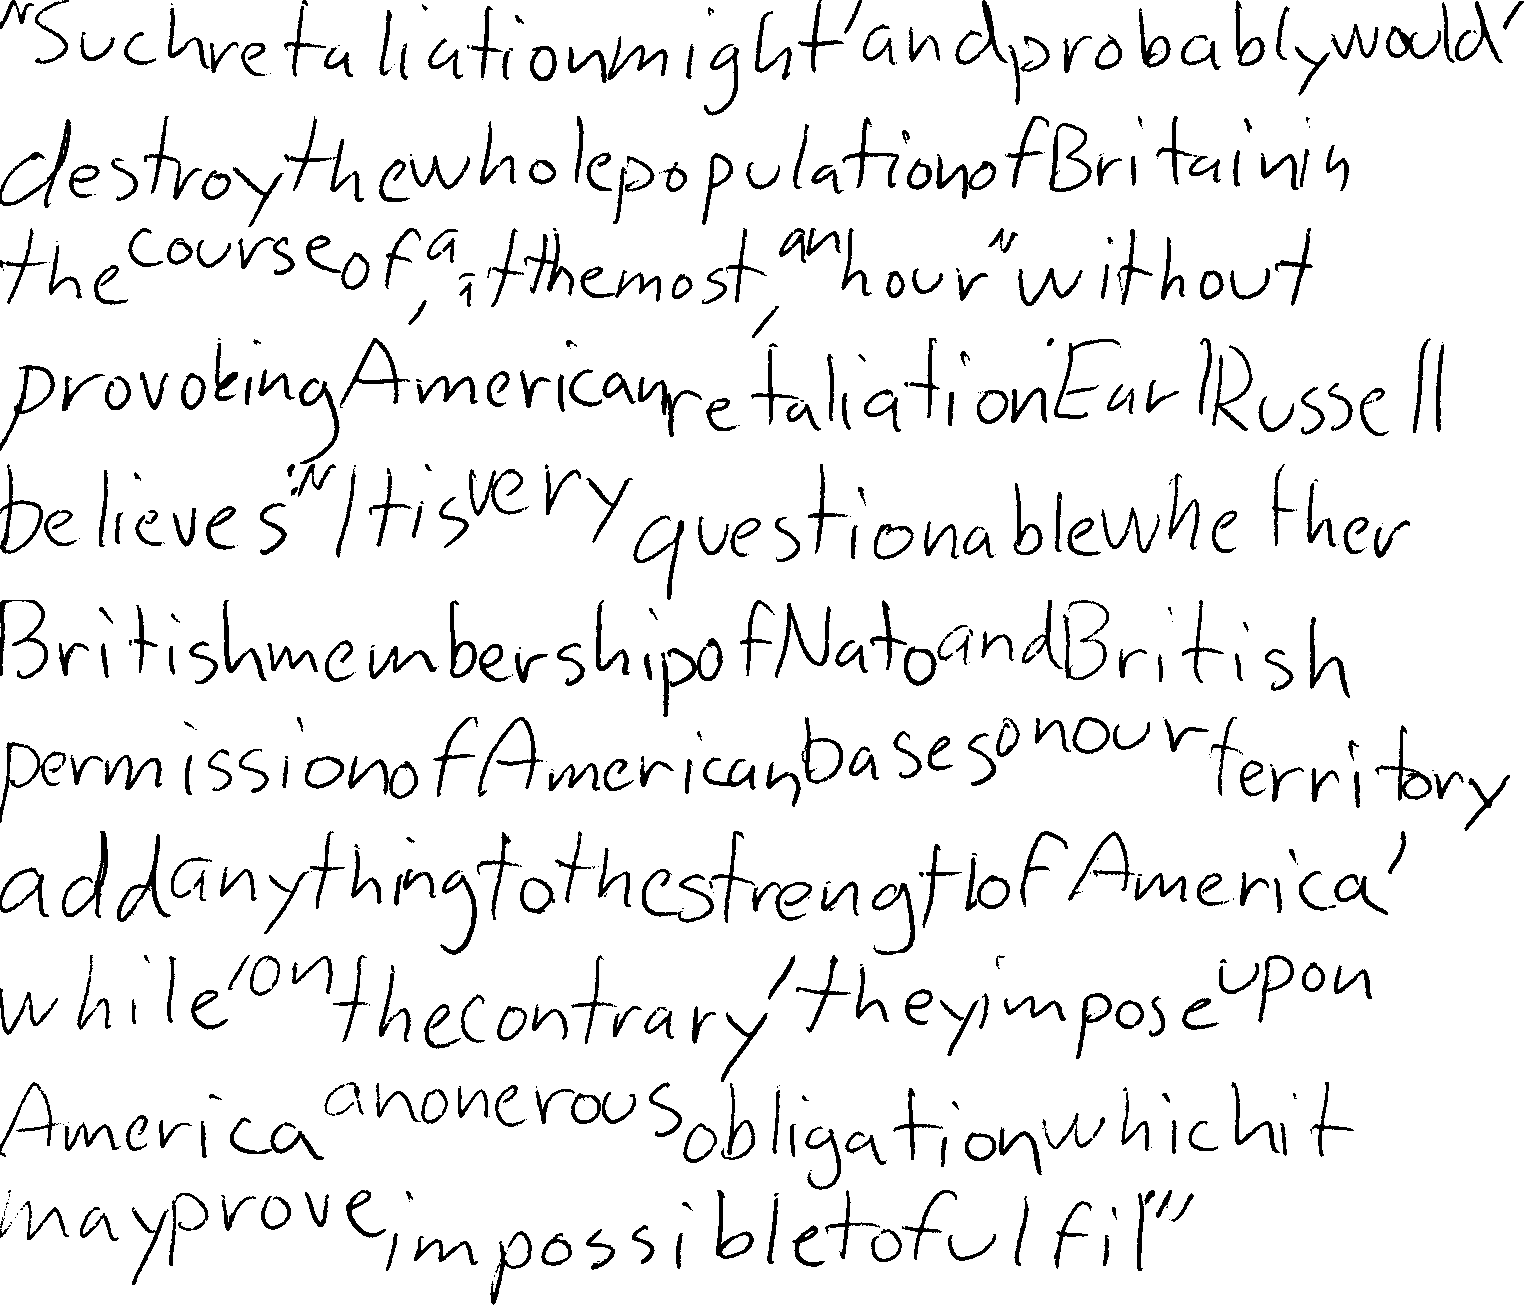 "Such retaliation might, and probably would,
destroy the whole population of Britain in
the course of, at the most, an hour" without
provoking American retaliation. Earl Russell
believes: "It is very questionable whether
British membership of Nato and British
permission of American bases on our territory
add anything to the strength of America,
while, on the contrary, they impose upon
America an onerous obligation which it
may prove impossible to fulfil."